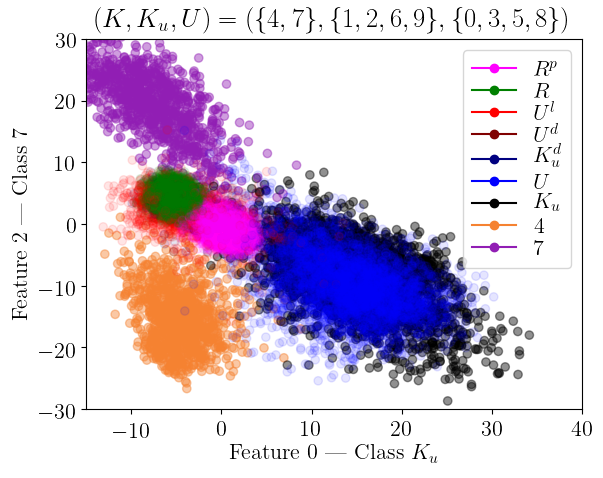 (K, K_u, U) = ({4, 7}, {1, 2, 6, 9}, {0, 3, 5, 8})
30
20
10
0
−10
−20
−30
−10
0
10
20
30
40
Feature 2 — Class 7
Feature 0 — Class K_u
R^p
R
U^l
U^d
K_u^d
U
K_u
4
7